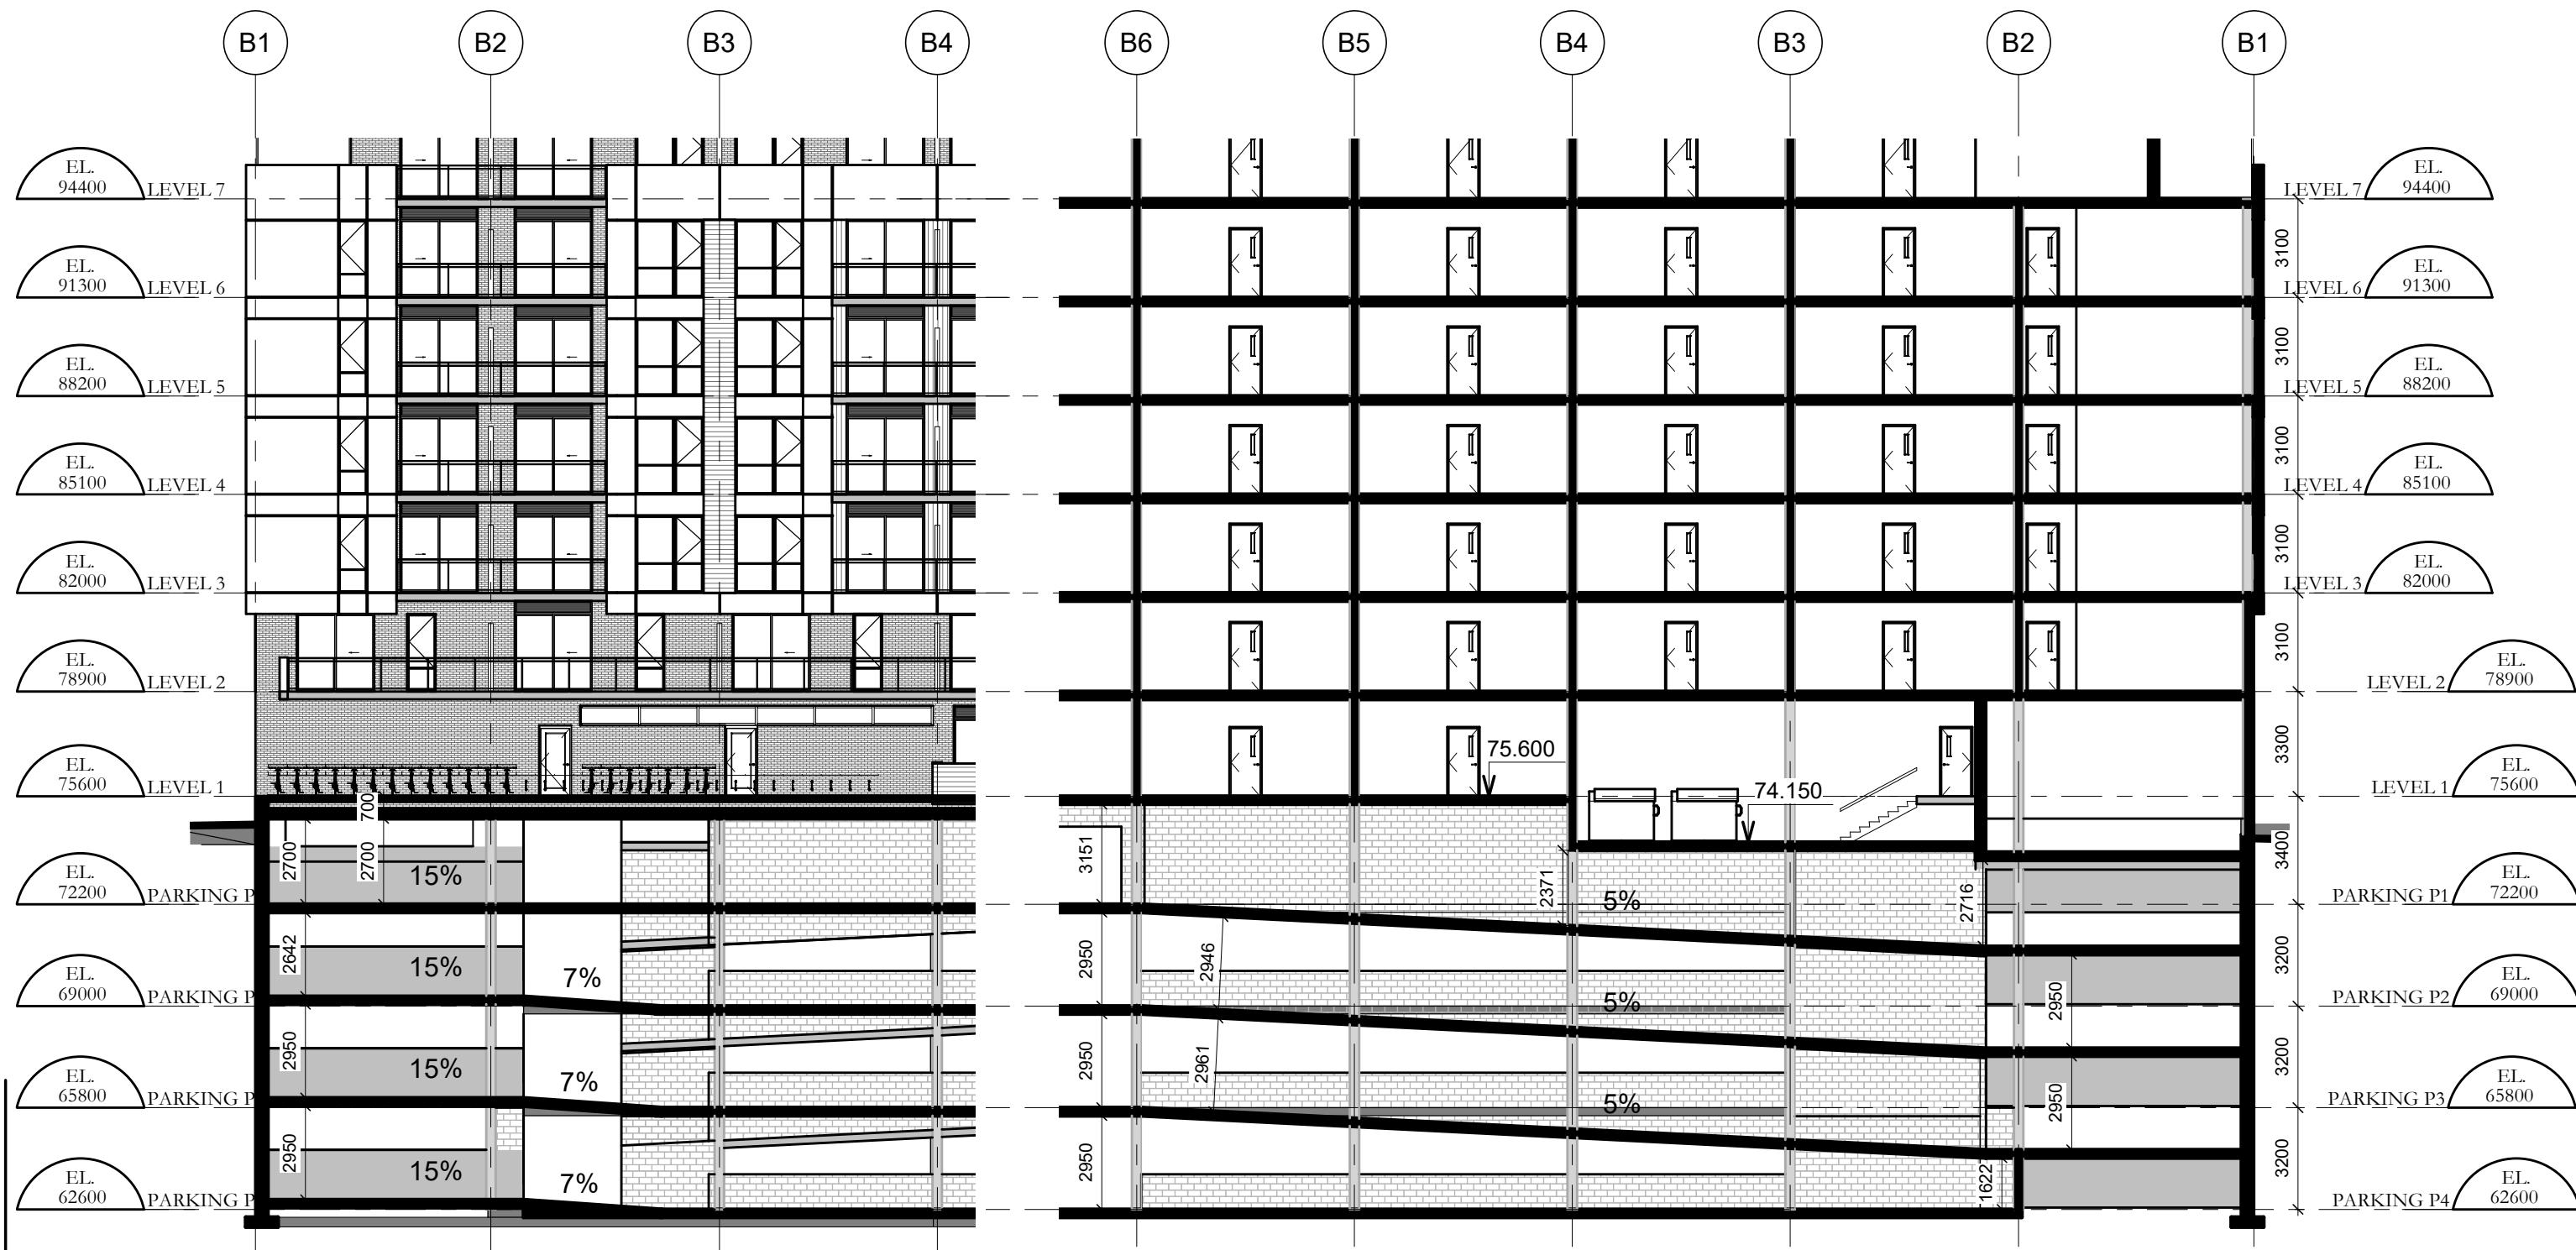 B1 B2 B3 B4 B6 B5 B4 B3 B2 B1
EL.
94400
LEVEL 7
EL.
91300
LEVEL 6
EL.
88200
LEVEL 5
EL.
85100
LEVEL 4
EL.
82000
LEVEL 3
EL.
78900
LEVEL 2
EL.
75600
LEVEL 1
EL.
72200
PARKING P
EL.
69000
PARKING P
EL.
65800
PARKING P
EL.
62600
PARKING P
700
2700
2700
15%
2642
15%
7%
2950
15%
7%
2950
15%
7%
75.600
74.150
3151
2371
5%
2716
2950
2946
5%
2950
2950
2961
5%
2950
2950
1622
LEVEL 7
EL.
94400
3100
LEVEL 6
EL.
91300
3100
LEVEL 5
EL.
88200
3100
LEVEL 4
EL.
85100
3100
LEVEL 3
EL.
82000
3100
LEVEL 2
EL.
78900
3300
LEVEL 1
EL.
75600
3400
PARKING P1
EL.
72200
3200
PARKING P2
EL.
69000
3200
PARKING P3
EL.
65800
3200
PARKING P4
EL.
62600